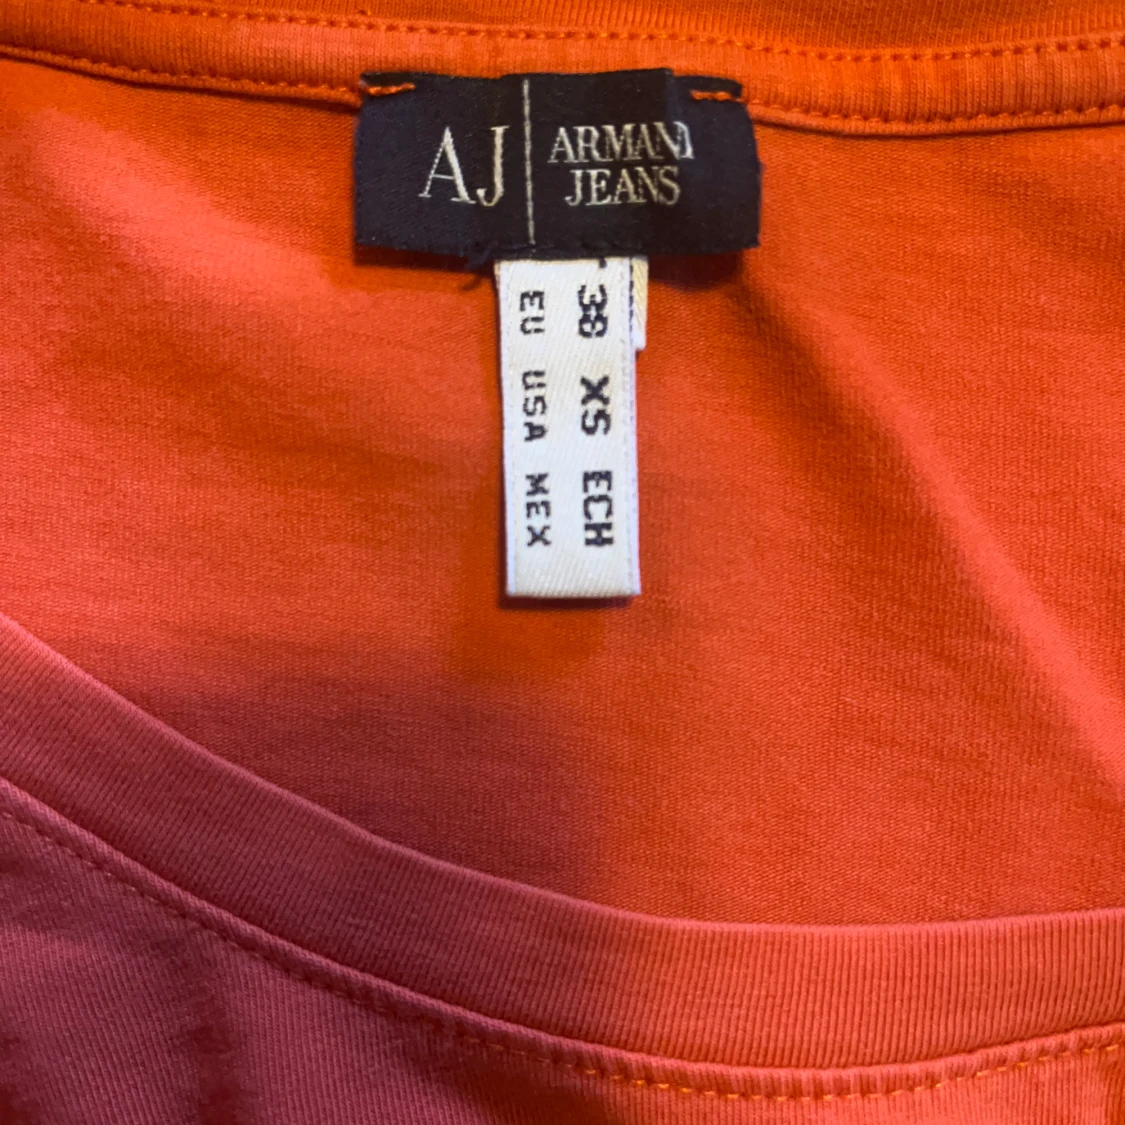 AJ
ARMANI
JEANS
38 XS ECH
EU USA MEX